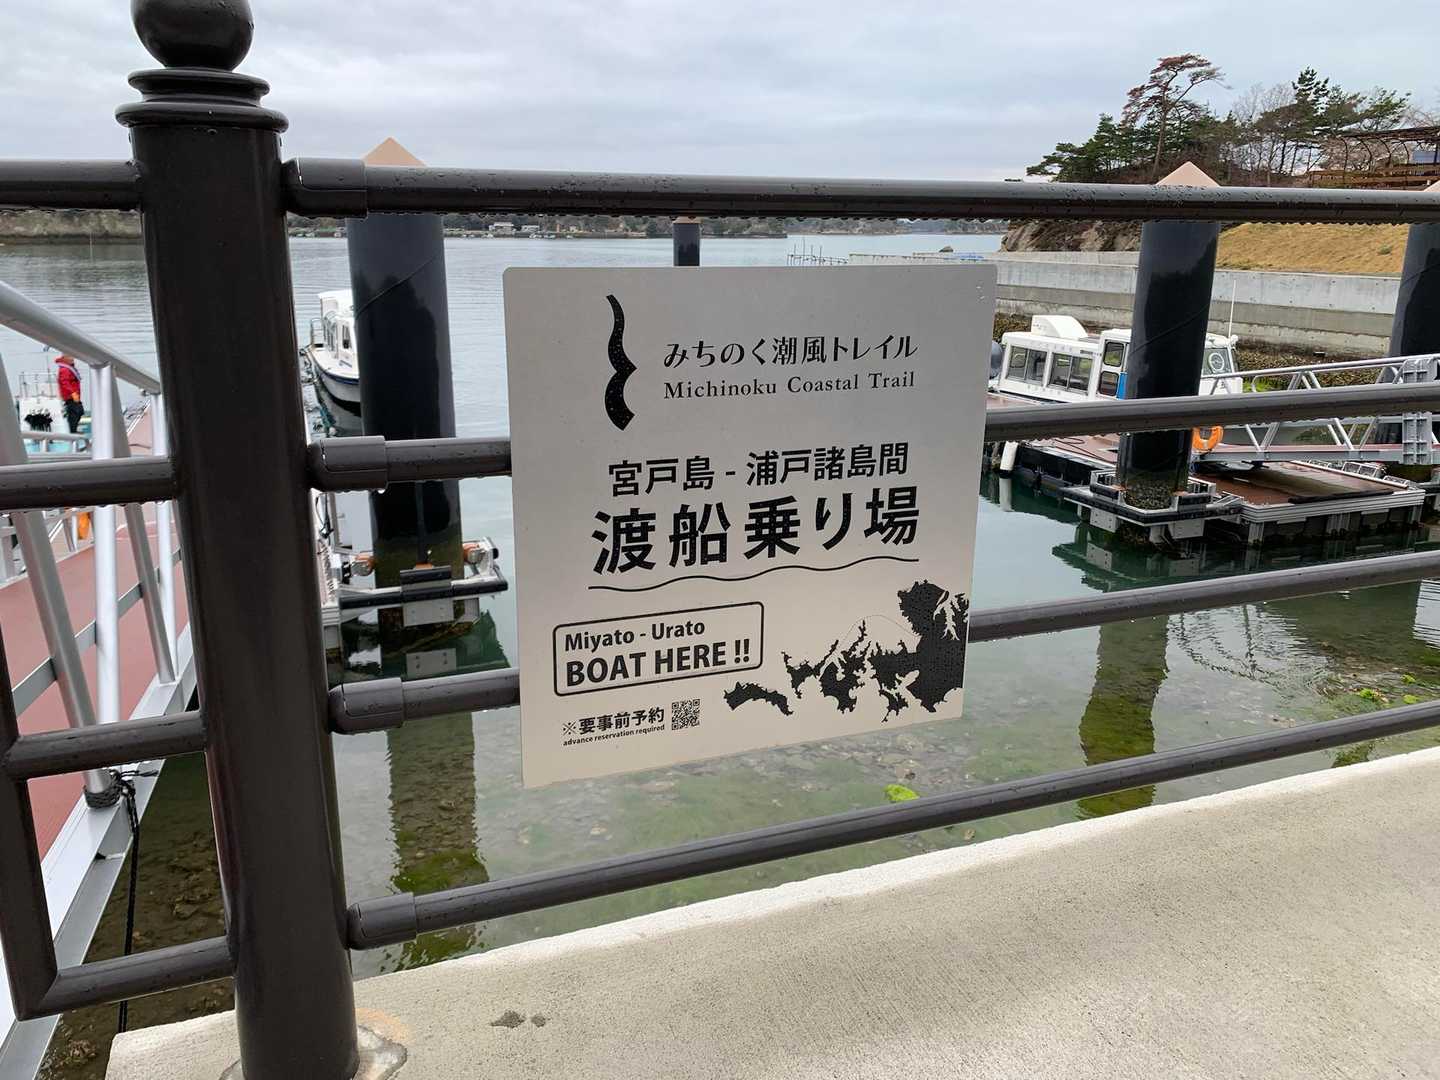 みちのく潮風トレイル
Michinoku Coastal Trail
宮戸島 - 浦戸諸島間
渡船乗り場
Miyato - Urato
BOAT HERE !!
※要事前予約
advance reservation required